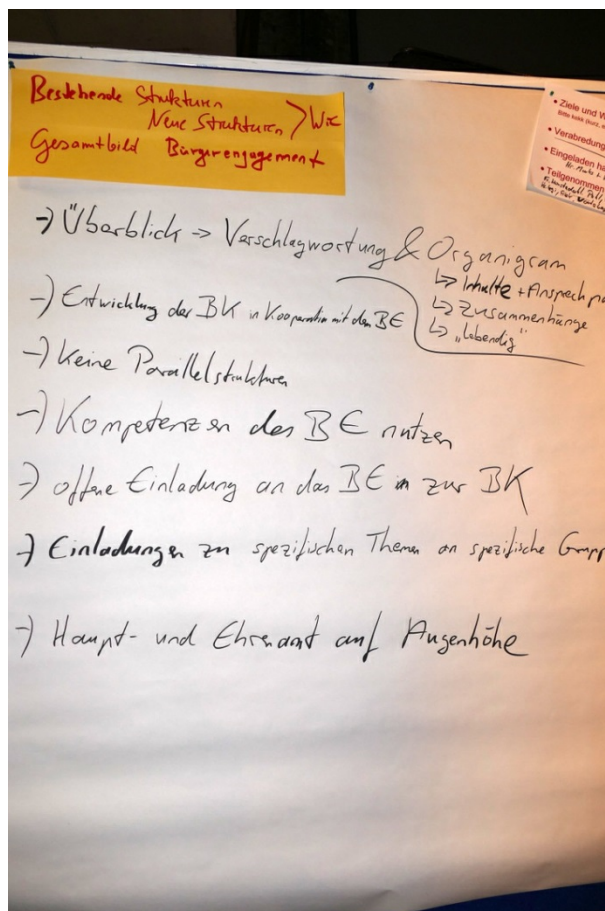 Bestehende Strukturen
Neue Strukturen > Wie
Gesamtbild Bürgerengagement
• Ziele und W
• Verabredung
• Eingeladen ha
• Teilgenommen
-> Überblick -> Verschlagwortung & Organigram
↳ Inhalte + Ansprechp
↳ Zusammenhänge
↳ „lebendig"
-> Entwicklung der BK in Kooperation mit dem BE
-> Keine Parallelstrukturen
-> Kompetenzen des BE nutzen
-> offene Einladung an das BE zur BK
-> Einladungen zu spezifischen Themen an spezifische Grupp
-> Haupt- und Ehrenamt auf Augenhöhe